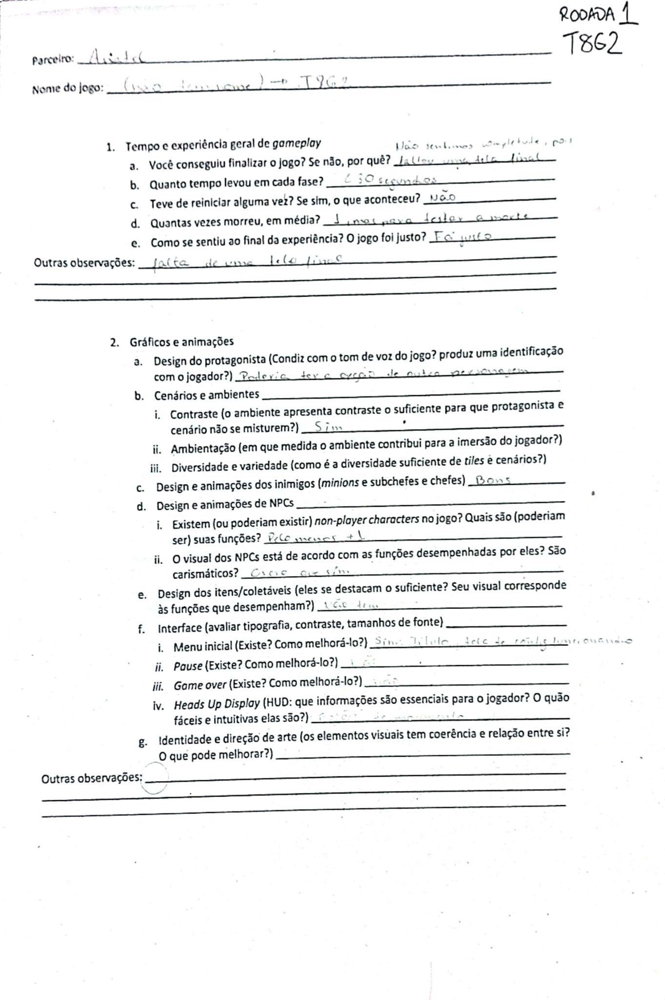 RODADA 1
T8G2
Parceiro:
Nome do jogo: (não tem nome) → T8G2
1. Tempo e experiência geral de gameplay
Não sentimos completude, pois
a. Você conseguiu finalizar o jogo? Se não, por quê? faltou uma tela final
b. Quanto tempo levou em cada fase? < 30 segundos
c. Teve de reiniciar alguma vez? Se sim, o que aconteceu? Não
d. Quantas vezes morreu, em média? 1, mas para testar a morte
e. Como se sentiu ao final da experiência? O jogo foi justo? Foi justo
Outras observações: falta de uma tela final
2. Gráficos e animações
a. Design do protagonista (Condiz com o tom de voz do jogo? produz uma identificação
com o jogador?) Poderia ter a opção de outra personagem
b. Cenários e ambientes
i. Contraste (o ambiente apresenta contraste o suficiente para que protagonista e
cenário não se misturem?) Sim
ii. Ambientação (em que medida o ambiente contribui para a imersão do jogador?)
iii. Diversidade e variedade (como é a diversidade suficiente de tiles e cenários?)
c. Design e animações dos inimigos (minions e subchefes e chefes) Bons
d. Design e animações de NPCs
i. Existem (ou poderiam existir) non-player characters no jogo? Quais são (poderiam
ser) suas funções? Pelo menos +1
ii. O visual dos NPCs está de acordo com as funções desempenhadas por eles? São
carismáticos? Creio que sim
e. Design dos itens/coletáveis (eles se destacam o suficiente? Seu visual corresponde
às funções que desempenham?) Não tem
f. Interface (avaliar tipografia, contraste, tamanhos de fonte)
i. Menu inicial (Existe? Como melhorá-lo?) Sim: Título, tela de config funcionando
ii. Pause (Existe? Como melhorá-lo?)
iii. Game over (Existe? Como melhorá-lo?) Não
iv. Heads Up Display (HUD: que informações são essenciais para o jogador? O quão
fáceis e intuitivas elas são?) de movimento
g. Identidade e direção de arte (os elementos visuais tem coerência e relação entre si?
O que pode melhorar?)
Outras observações: